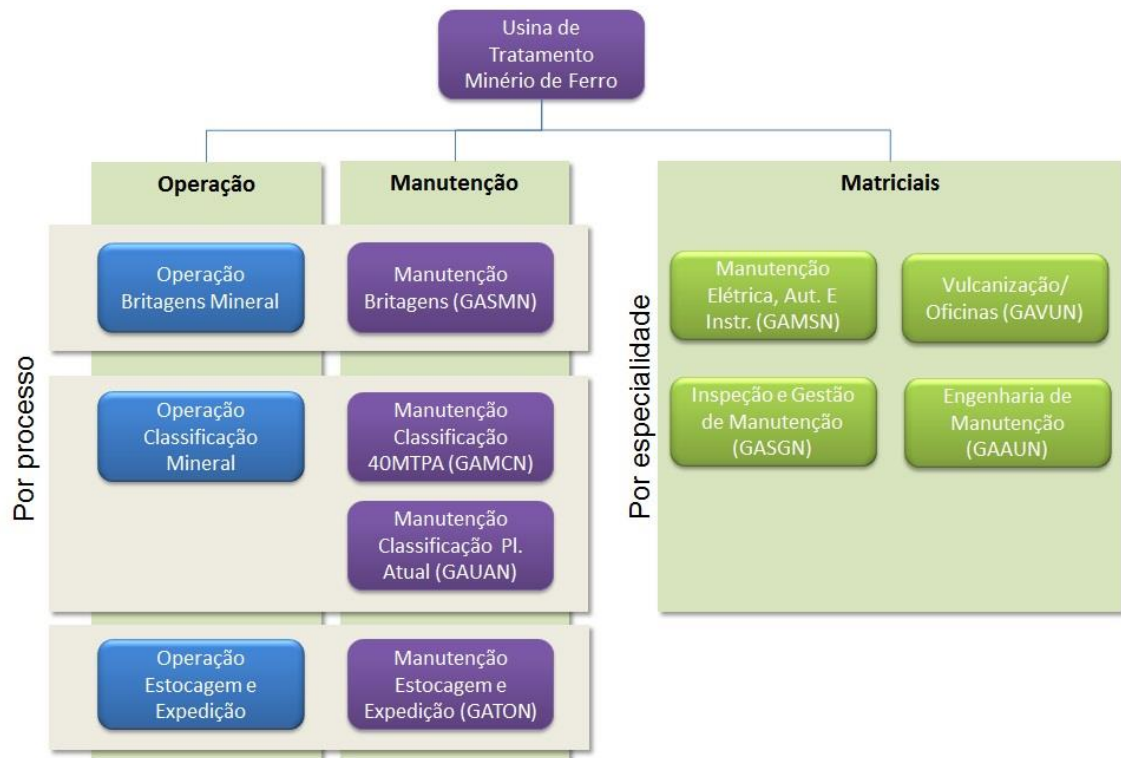 Usina de
Tratamento
Minério de Ferro
Operação
Manutenção
Matriciais
Por processo
Operação
Britagens Mineral
Manutenção
Britagens (GASMN)
Operação
Classificação
Mineral
Manutenção
Classificação
40MTPA (GAMCN)
Manutenção
Classificação Pl.
Atual (GAUAN)
Operação
Estocagem e
Expedição
Manutenção
Estocagem e
Expedição (GATON)
Por especialidade
Manutenção
Elétrica, Aut. E
Instr. (GAMSN)
Vulcanização/
Oficinas (GAVUN)
Inspeção e Gestão
de Manutenção
(GASGN)
Engenharia de
Manutenção
(GAAUN)